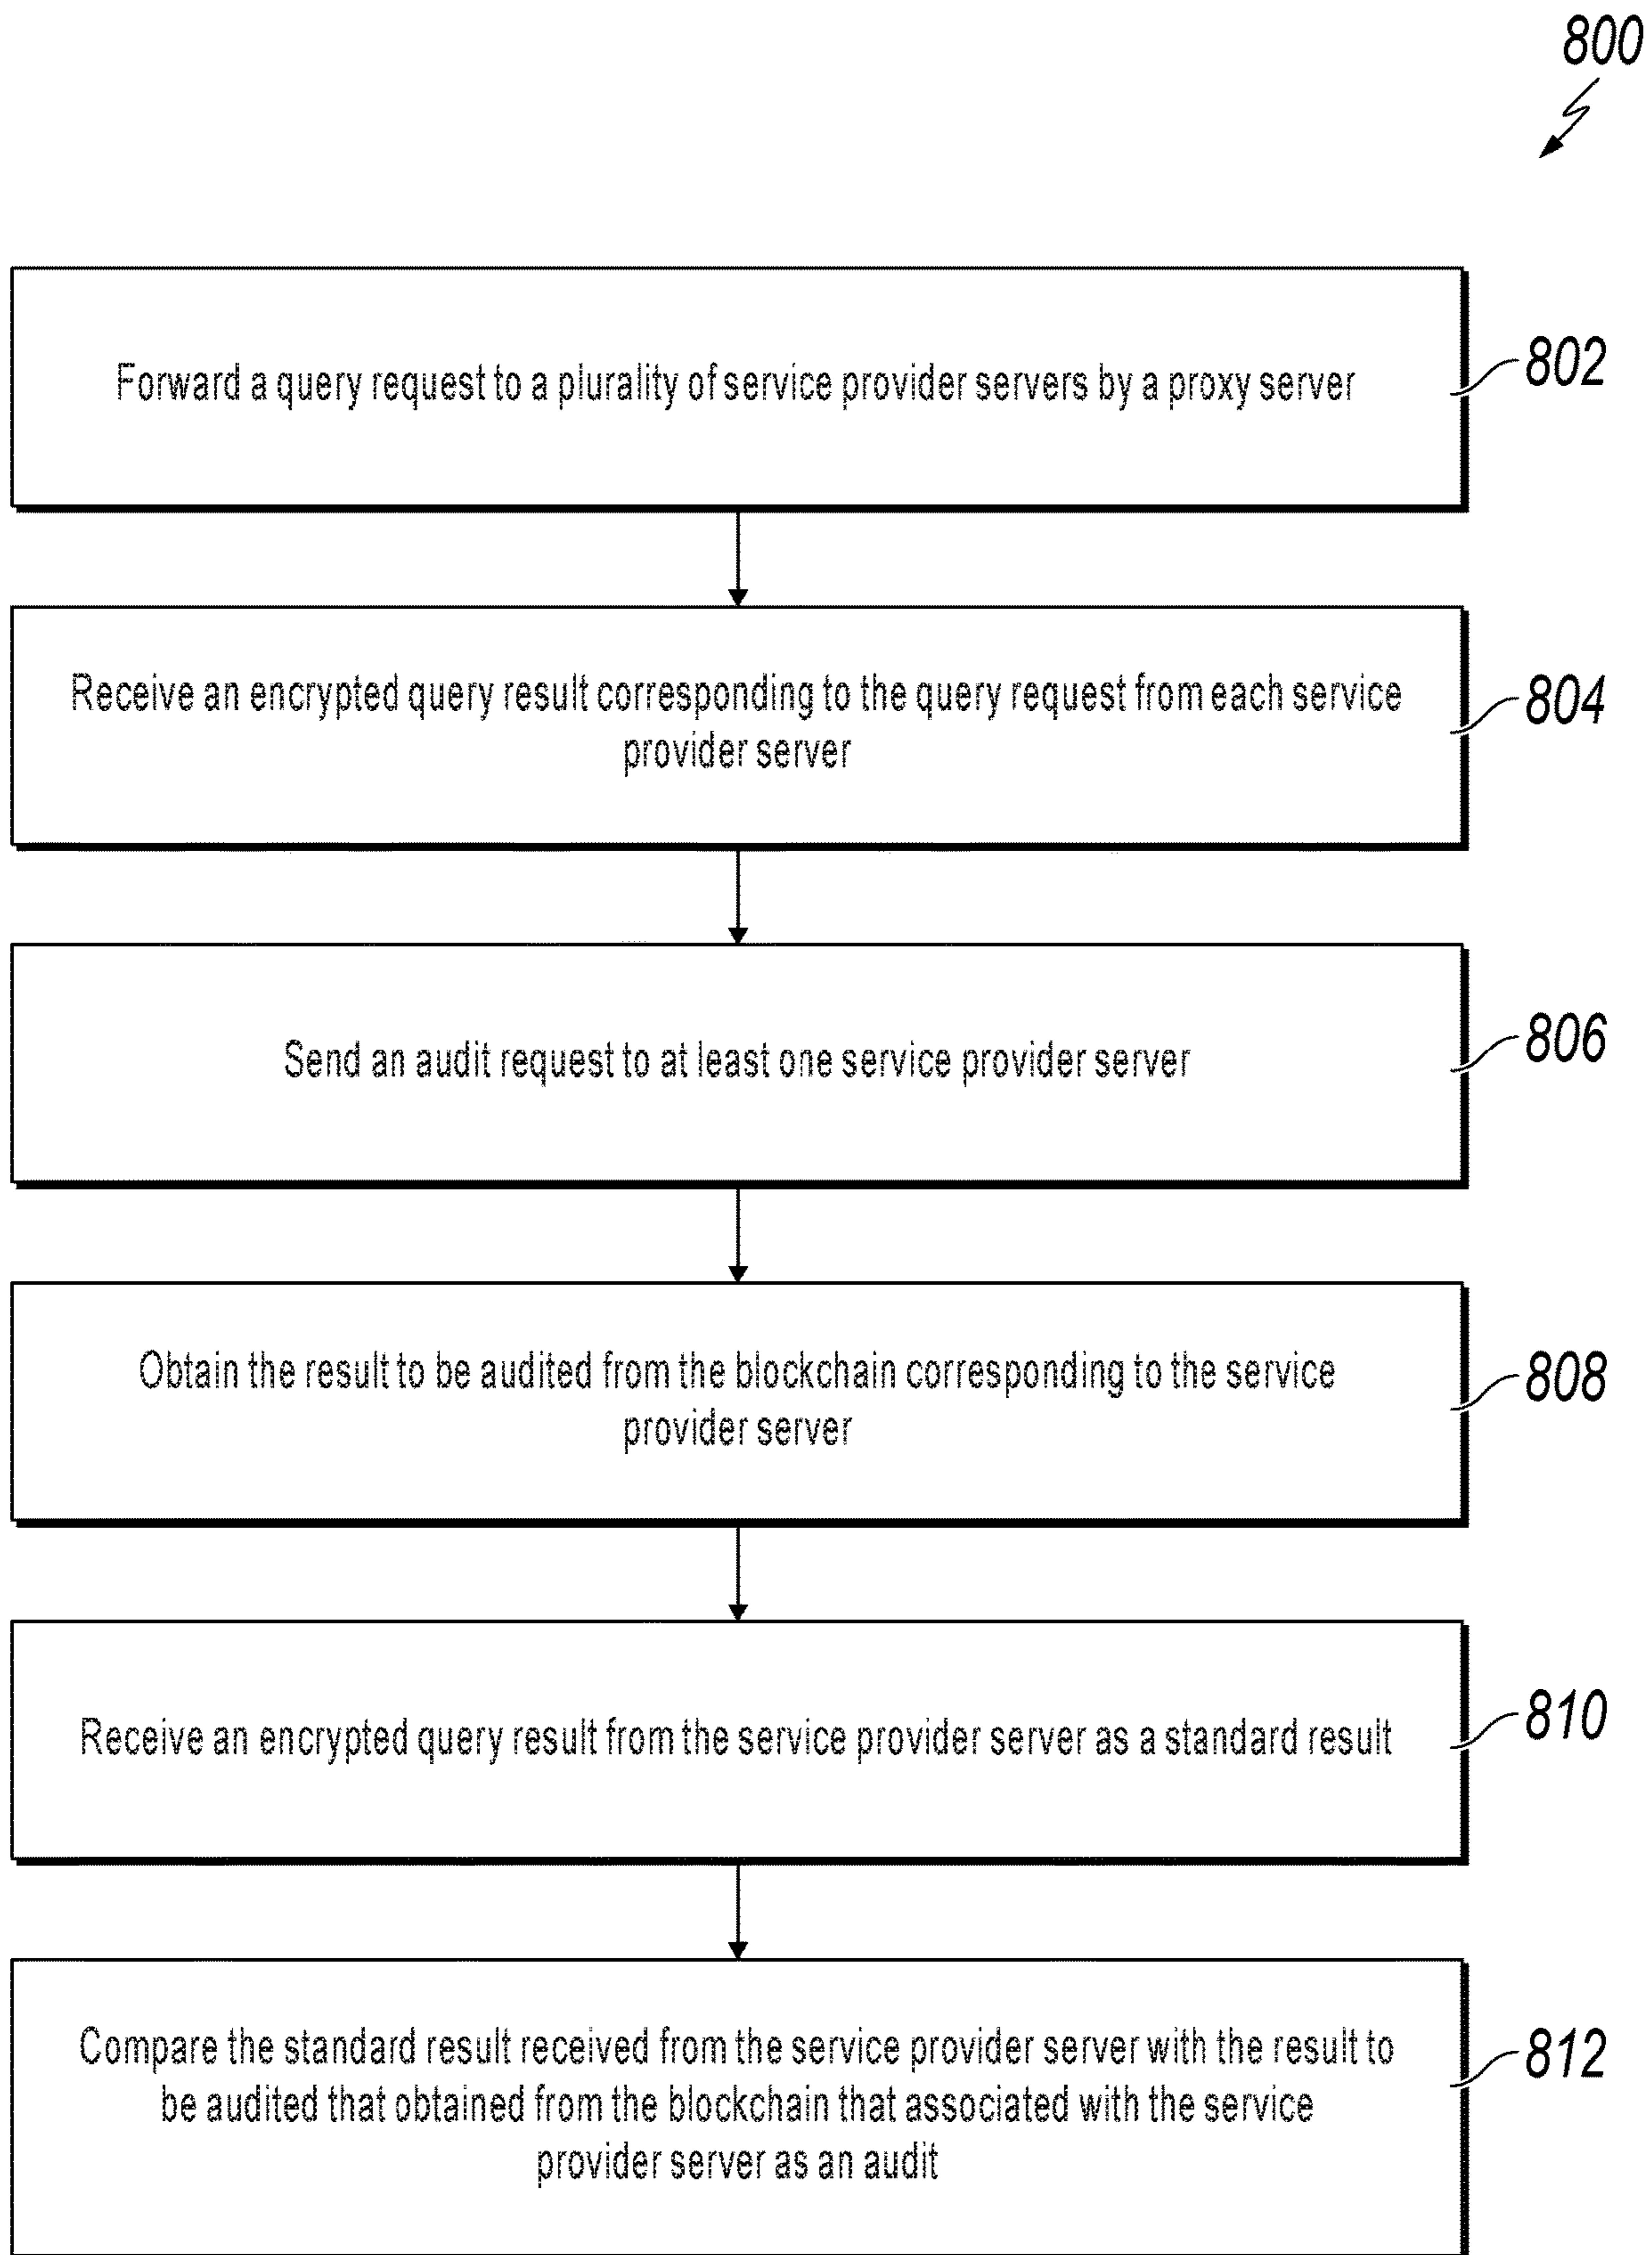 800
Forward a query request to a plurality of service provider servers by a proxy server
802
Receive an encrypted query result corresponding to the query request from each service
provider server
804
Send an audit request to at least one service provider server
806
Obtain the result to be audited from the blockchain corresponding to the service
provider server
808
Receive an encrypted query result from the service provider server as a standard result
810
Compare the standard result received from the service provider server with the result to
be audited that obtained from the blockchain that associated with the service
provider server as an audit
812